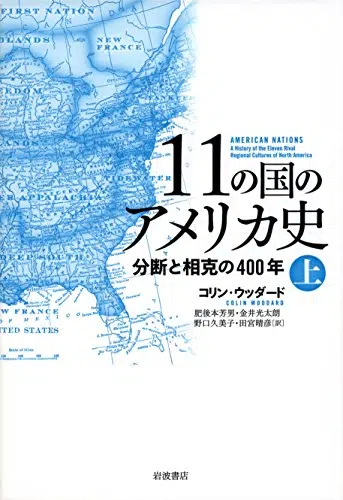 FIRST NATION
NEW
FRANCE
AMERICAN NATIONS
A History of the Eleven Rival
Regional Cultures of North America
11の国の
アメリカ史
分断と相克の400年
上
コリン・ウッダード
COLIN WOODARD
肥後本芳男・金井光太朗
野口久美子・田宮晴彦［訳］
DEEP SOUTH
岩波書店